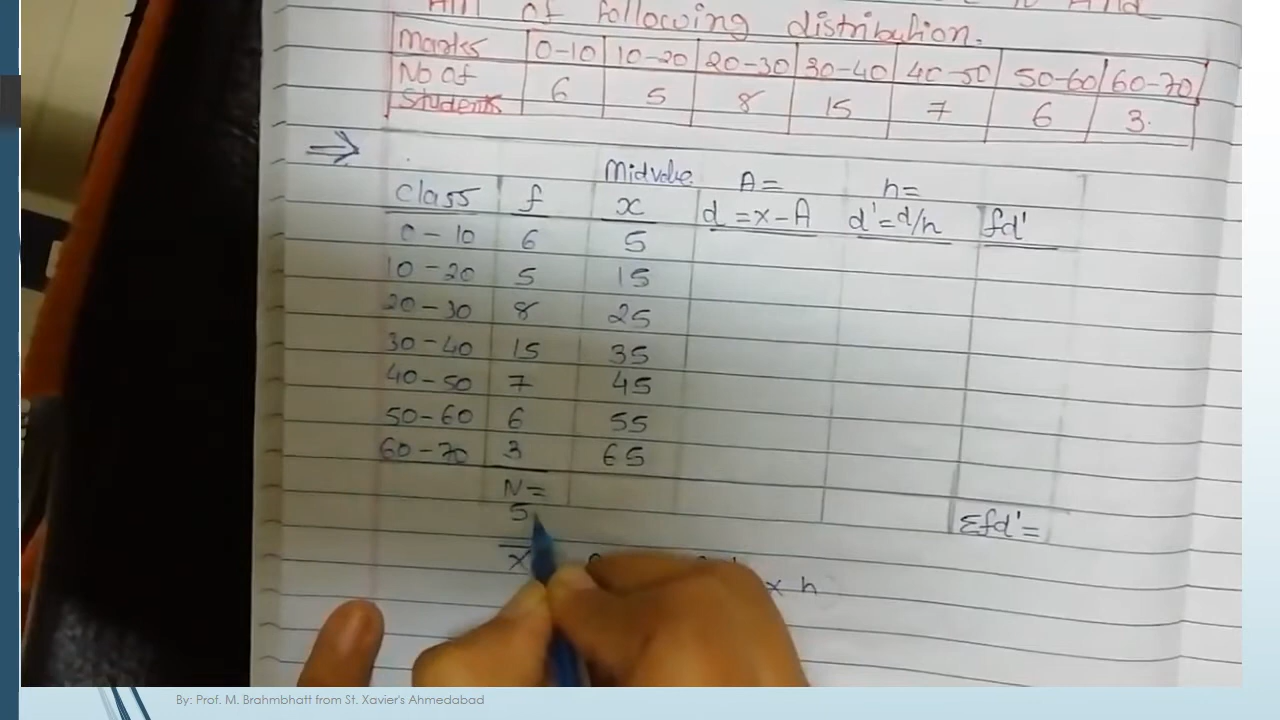 of following distribution.
Marks 0-10 10-20 20-30 30-40 40-50 50-60 60-70
No of Students 6 5 8 15 7 6 3.
⇒ Midvalue A= h=
Class f x d = x - A d' = d/h fd'
0-10 6 5
10-20 5 15
20-30 8 25
30-40 15 35
40-50 7 45
50-60 6 55
60-70 3 65
N=
5
Σfd'=
x̄ x h
By: Prof. M. Brahmbhatt from St. Xavier's Ahmedabad